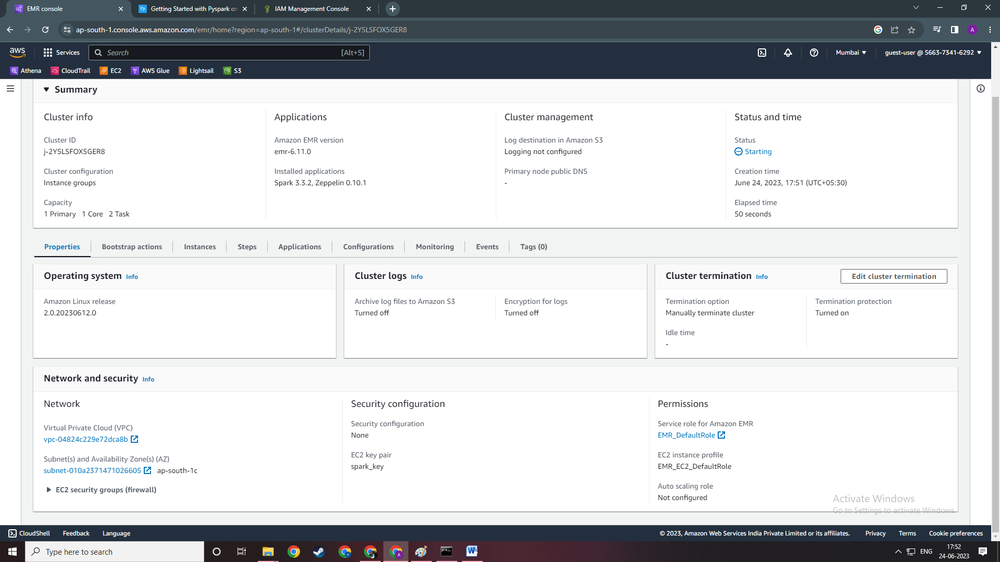 EMR console
Getting Started with Pyspark on
IAM Management Console
ap-south-1.console.aws.amazon.com/emr/home?region=ap-south-1#/clusterDetails/j-2Y5LSFOX5GER8
A
aws
Services
Search
[Alt+S]
Mumbai
guest-user @ 5663-7341-6292
Athena
CloudTrail
EC2
AWS Glue
Lightsail
S3
Summary
Cluster info
Applications
Cluster management
Status and time
Cluster ID
Amazon EMR version
Log destination in Amazon S3
Status
j-2Y5LSFOX5GER8
emr-6.11.0
Logging not configured
Starting
Cluster configuration
Installed applications
Primary node public DNS
Creation time
Instance groups
Spark 3.3.2, Zeppelin 0.10.1
-
June 24, 2023, 17:51 (UTC+05:30)
Capacity
Elapsed time
1 Primary
1 Core
2 Task
50 seconds
Properties
Bootstrap actions
Instances
Steps
Applications
Configurations
Monitoring
Events
Tags (0)
Operating system Info
Cluster logs Info
Cluster termination Info
Edit cluster termination
Amazon Linux release
2.0.20230612.0
Archive log files to Amazon S3
Turned off
Encryption for logs
Turned off
Termination option
Manually terminate cluster
Termination protection
Turned on
Idle time
-
Network and security Info
Network
Virtual Private Cloud (VPC)
vpc-04824c229e72dca8b
Subnet(s) and Availability Zone(s) (AZ)
subnet-010a2371471026605
ap-south-1c
EC2 security groups (firewall)
Security configuration
Security configuration
None
EC2 key pair
spark_key
Permissions
Service role for Amazon EMR
EMR_DefaultRole
EC2 instance profile
EMR_EC2_DefaultRole
Auto scaling role
Not configured
Activate Windows
Go to Settings to activate Windows.
CloudShell
Feedback
Language
© 2023, Amazon Web Services India Private Limited or its affiliates.
Privacy
Terms
Cookie preferences
Type here to search
ENG
17:52
24-06-2023